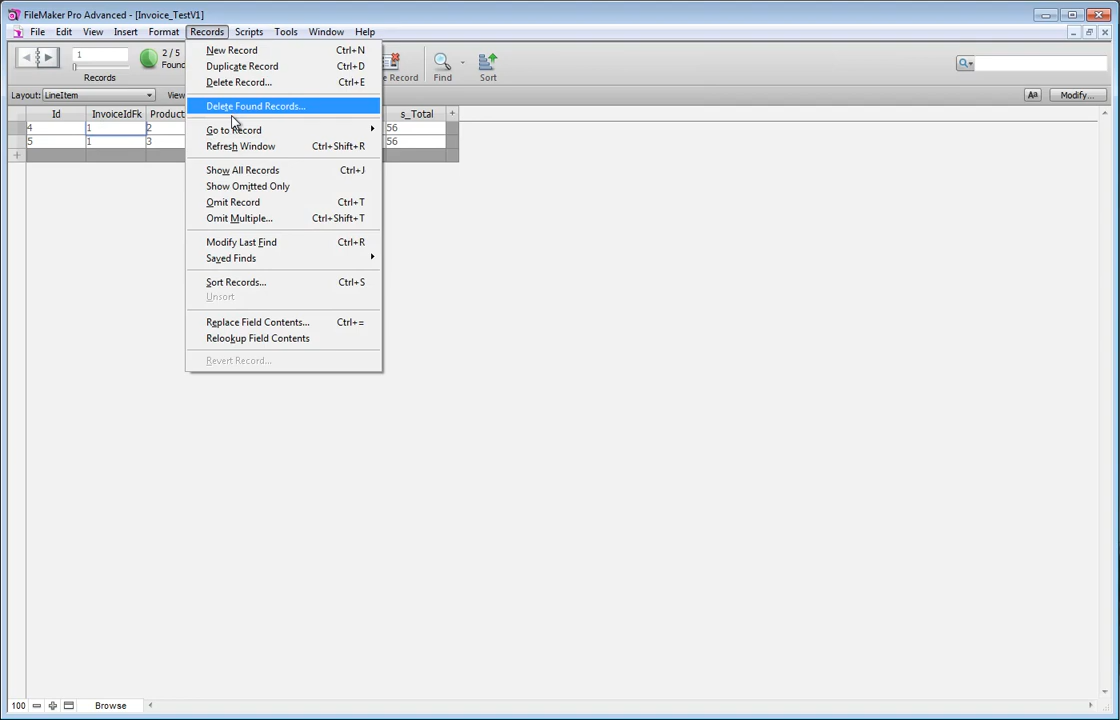 FileMaker Pro Advanced - [Invoice_TestV1]
File Edit View Insert Format Records Scripts Tools Window Help
1
2 / 5
Found
Records
e Record
Find
Sort
Layout: LineItem
View
Aa
Modify...
Id InvoiceIdFk Product s_Total +
4 1 2 56
5 1 3 56
+
New Record Ctrl+N
Duplicate Record Ctrl+D
Delete Record... Ctrl+E
Delete Found Records...
Go to Record
Refresh Window Ctrl+Shift+R
Show All Records Ctrl+J
Show Omitted Only
Omit Record Ctrl+T
Omit Multiple... Ctrl+Shift+T
Modify Last Find Ctrl+R
Saved Finds
Sort Records... Ctrl+S
Unsort
Replace Field Contents... Ctrl+=
Relookup Field Contents
Revert Record...
100 Browse